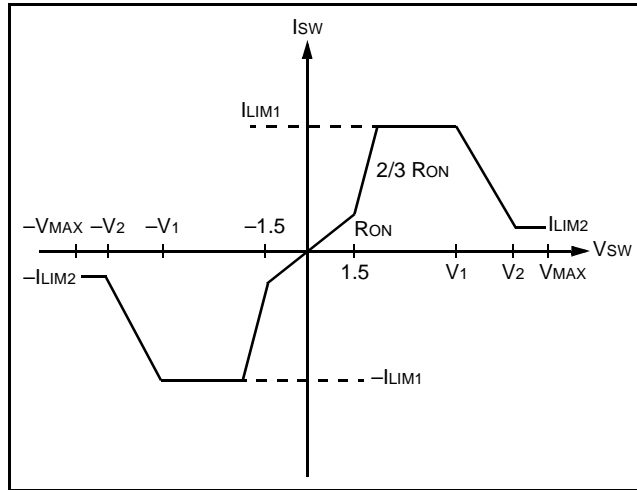 ISW
ILIM1
2/3 RON
–VMAX –V2 –V1 –1.5 RON ILIM2
VSW
–ILIM2 1.5 V1 V2 VMAX
–ILIM1